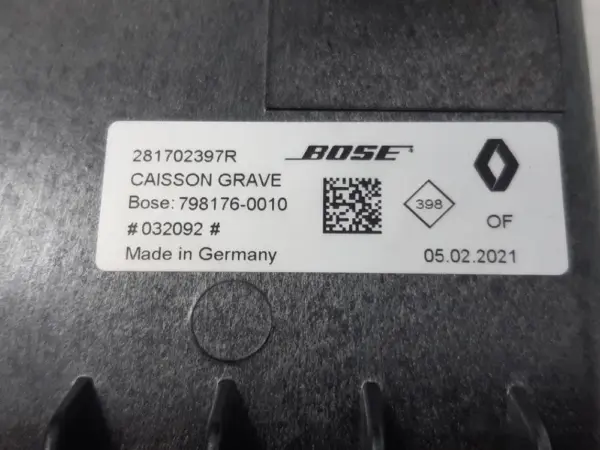 281702397R BOSE
CAISSON GRAVE
Bose: 798176-0010 398
# 032092 # OF
Made in Germany 05.02.2021